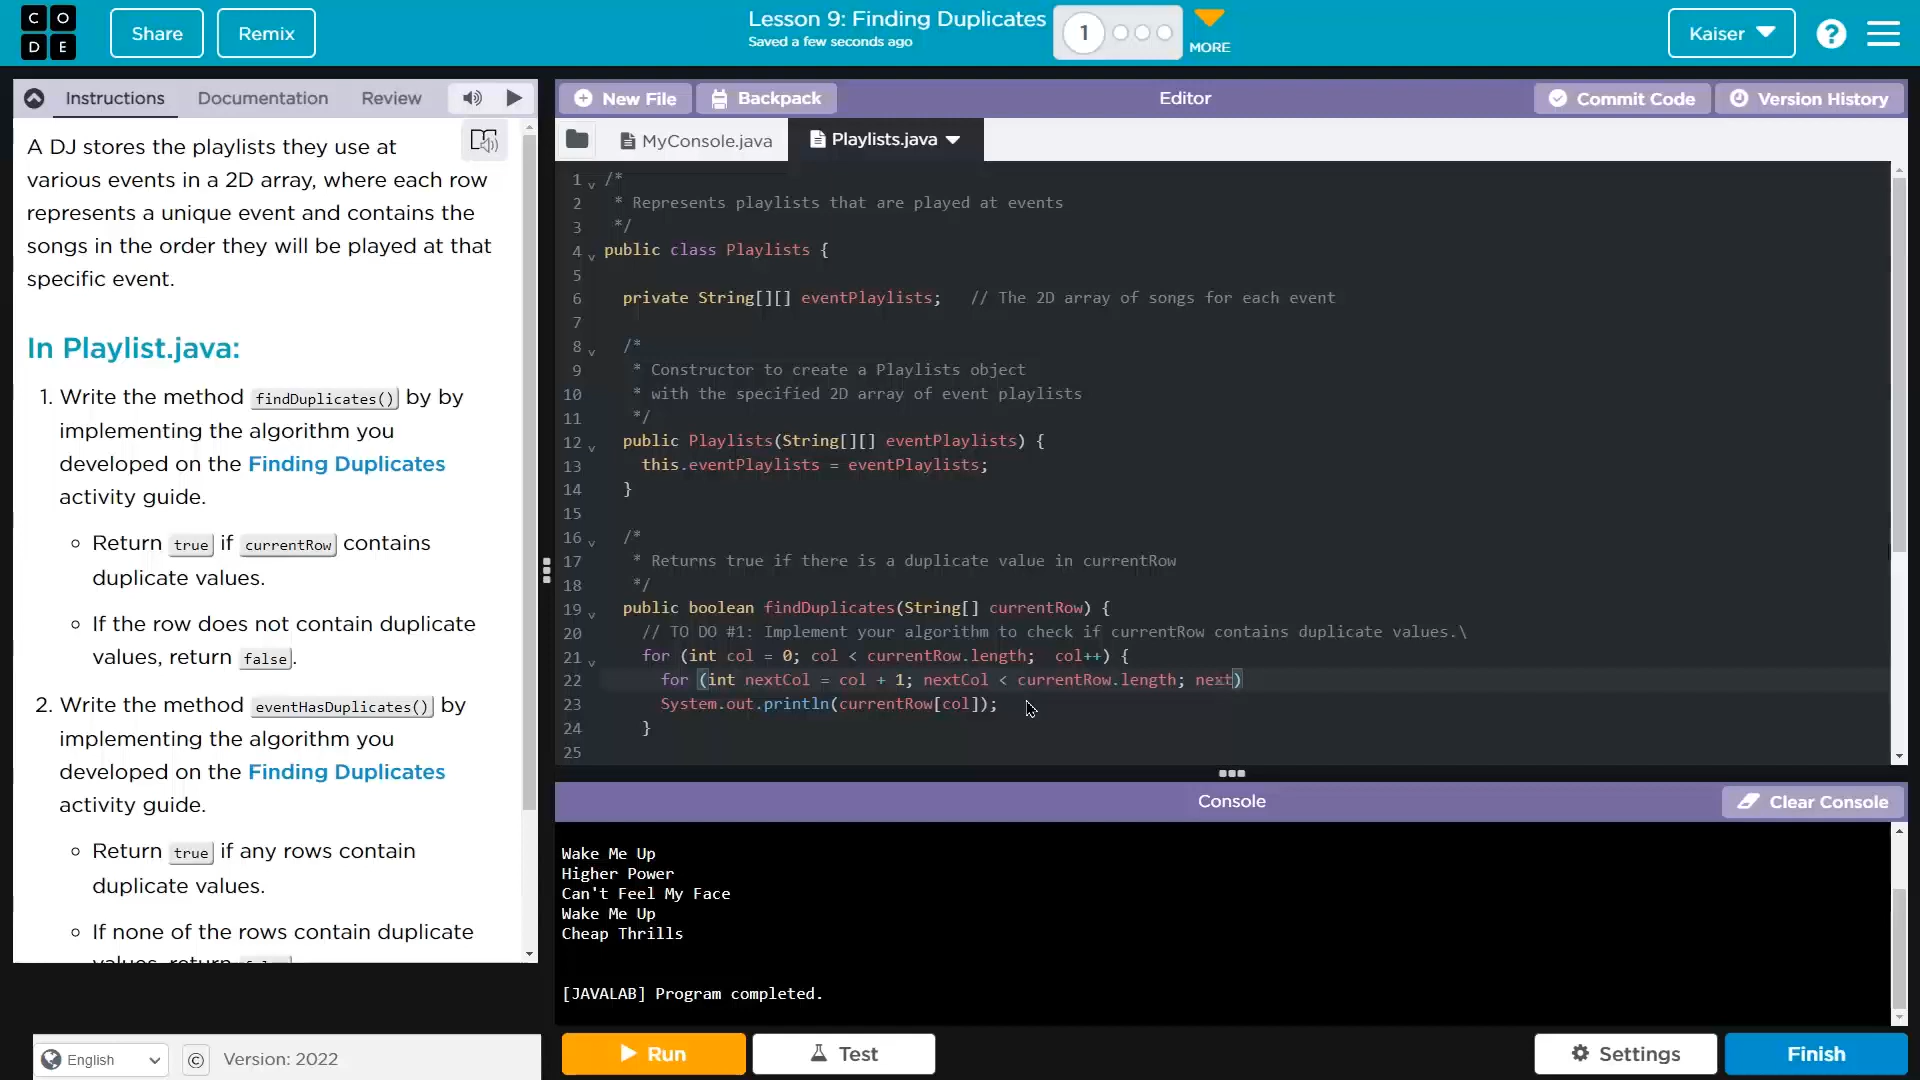 C O
D E
Share
Remix
Lesson 9: Finding Duplicates
Saved a few seconds ago
1
MORE
Kaiser
?
Instructions
Documentation
Review
A DJ stores the playlists they use at
various events in a 2D array, where each row
represents a unique event and contains the
songs in the order they will be played at that
specific event.
In Playlist.java:
1. Write the method findDuplicates() by by
implementing the algorithm you
developed on the Finding Duplicates
activity guide.
Return true if currentRow contains
duplicate values.
If the row does not contain duplicate
values, return false.
2. Write the method eventHasDuplicates() by
implementing the algorithm you
developed on the Finding Duplicates
activity guide.
Return true if any rows contain
duplicate values.
If none of the rows contain duplicate
English
©
Version: 2022
New File
Backpack
Editor
Commit Code
Version History
MyConsole.java
Playlists.java
1 /*
2 * Represents playlists that are played at events
3 */
4 public class Playlists {
5
6 private String[][] eventPlaylists; // The 2D array of songs for each event
7
8 /*
9 * Constructor to create a Playlists object
10 * with the specified 2D array of event playlists
11 */
12 public Playlists(String[][] eventPlaylists) {
13 this.eventPlaylists = eventPlaylists;
14 }
15
16 /*
17 * Returns true if there is a duplicate value in currentRow
18 */
19 public boolean findDuplicates(String[] currentRow) {
20 // TO DO #1: Implement your algorithm to check if currentRow contains duplicate values.\
21 for (int col = 0; col < currentRow.length; col++) {
22 for (int nextCol = col + 1; nextCol < currentRow.length; next)
23 System.out.println(currentRow[col]);
24 }
25
Console
Clear Console
Wake Me Up
Higher Power
Can't Feel My Face
Wake Me Up
Cheap Thrills
[JAVALAB] Program completed.
Run
Test
Settings
Finish